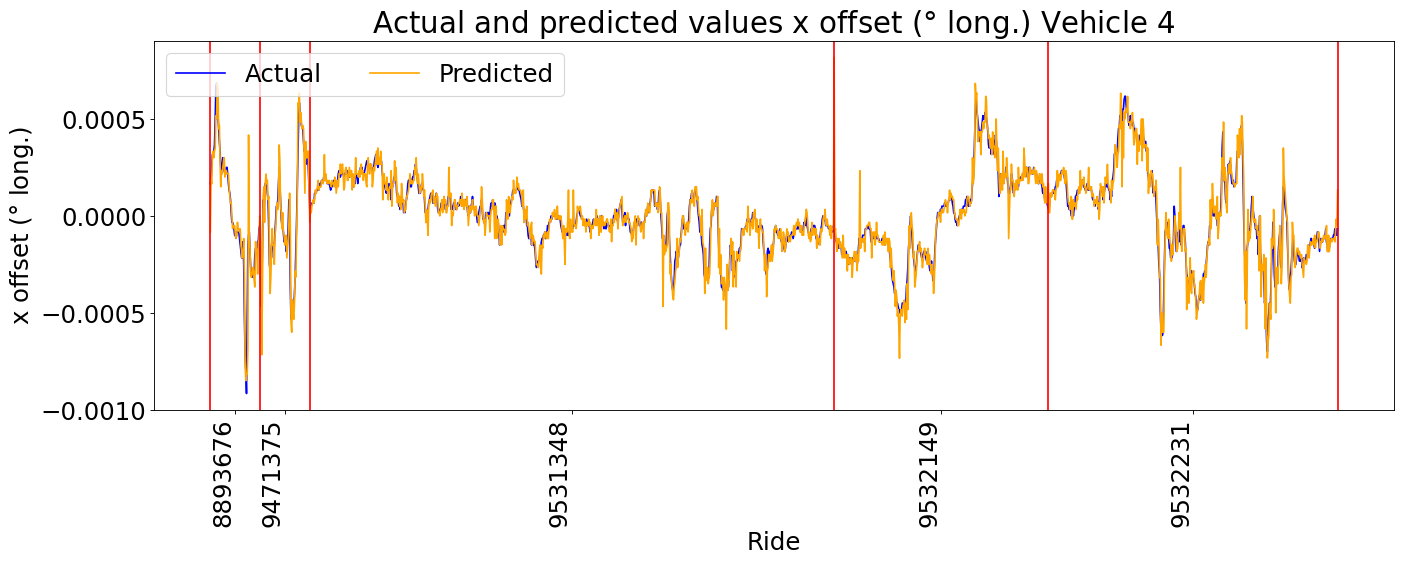 Actual and predicted values x offset (° long.) Vehicle 4
Actual
Predicted
x offset (° long.)
0.0005
0.0000
−0.0005
−0.0010
8893676
9471375
9531348
9532149
9532231
Ride